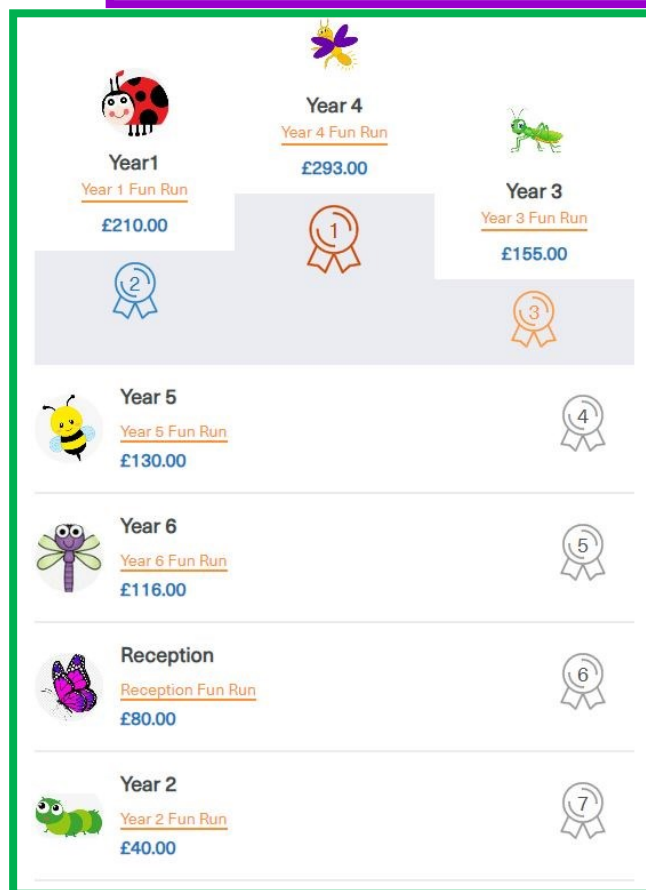 Year1
Year 1 Fun Run
£210.00
2
Year 4
Year 4 Fun Run
£293.00
1
Year 3
Year 3 Fun Run
£155.00
3
Year 5
Year 5 Fun Run
£130.00
4
Year 6
Year 6 Fun Run
£116.00
5
Reception
Reception Fun Run
£80.00
6
Year 2
Year 2 Fun Run
£40.00
7